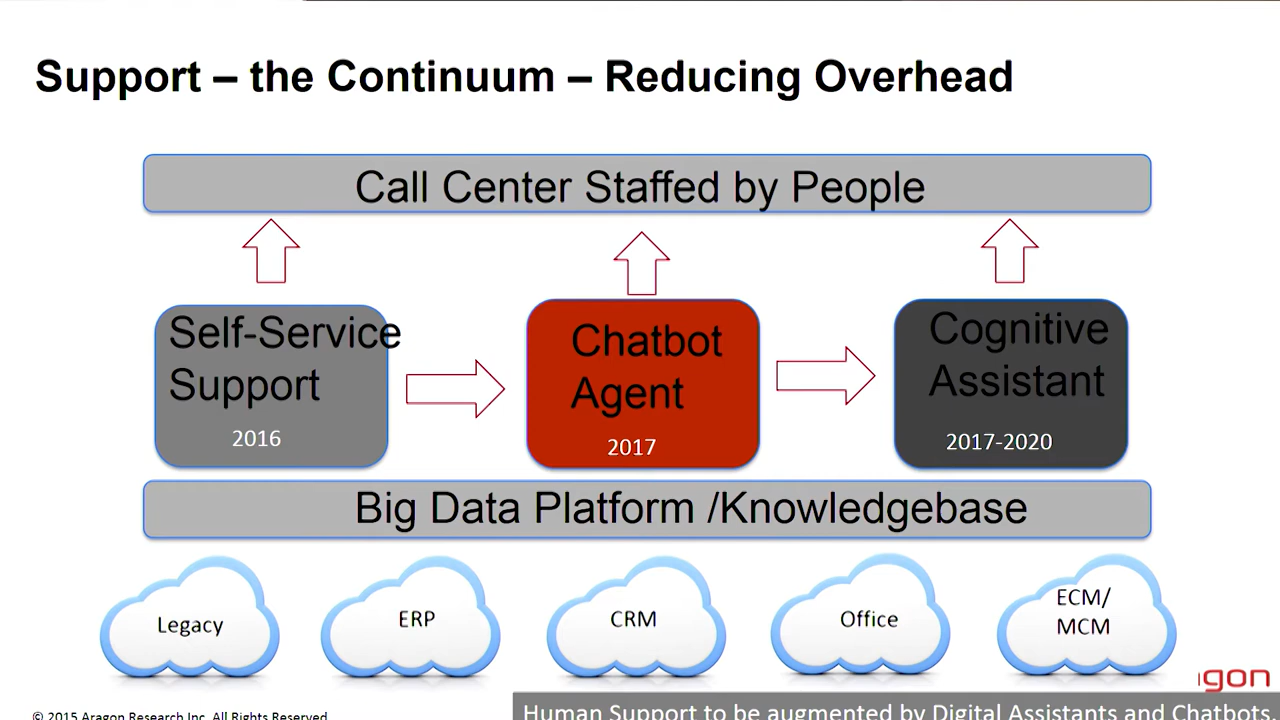 Support – the Continuum – Reducing Overhead
Call Center Staffed by People
Self-Service
Support
2016
Chatbot
Agent
2017
Cognitive
Assistant
2017-2020
Big Data Platform /Knowledgebase
Legacy
ERP
CRM
Office
ECM/
MCM
gon
© 2015 Aragon Research Inc. All Rights Reserved
Human Support to be augmented by Digital Assistants and Chatbots